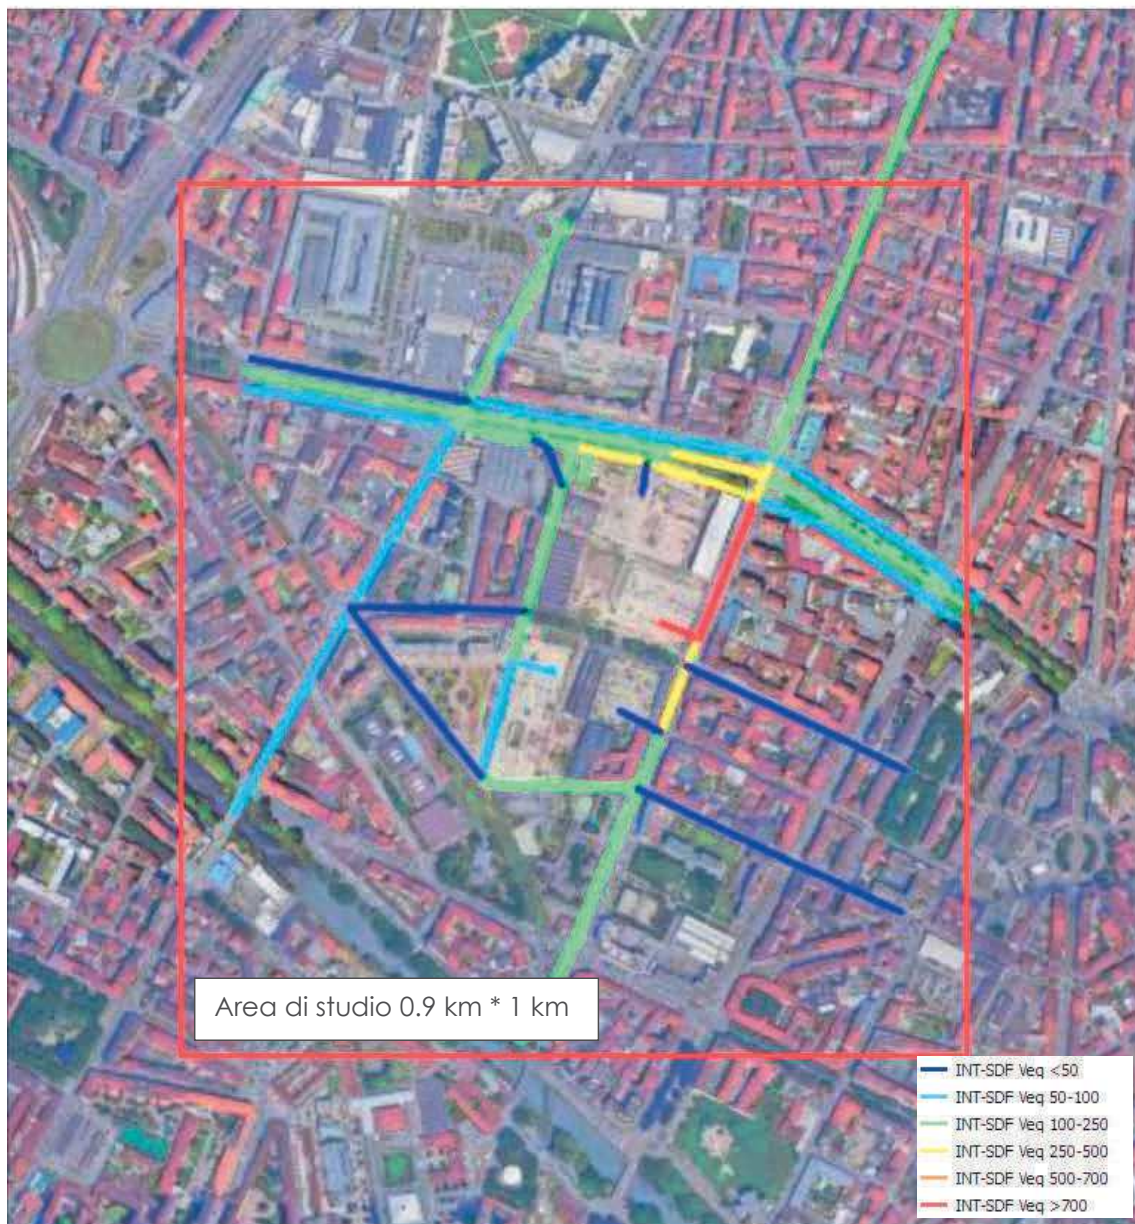 Area di studio 0.9 km * 1 km
INT-SDF Veq <50
INT-SDF Veq 50-100
INT-SDF Veq 100-250
INT-SDF Veq 250-500
INT-SDF Veq 500-700
INT-SDF Veq >700